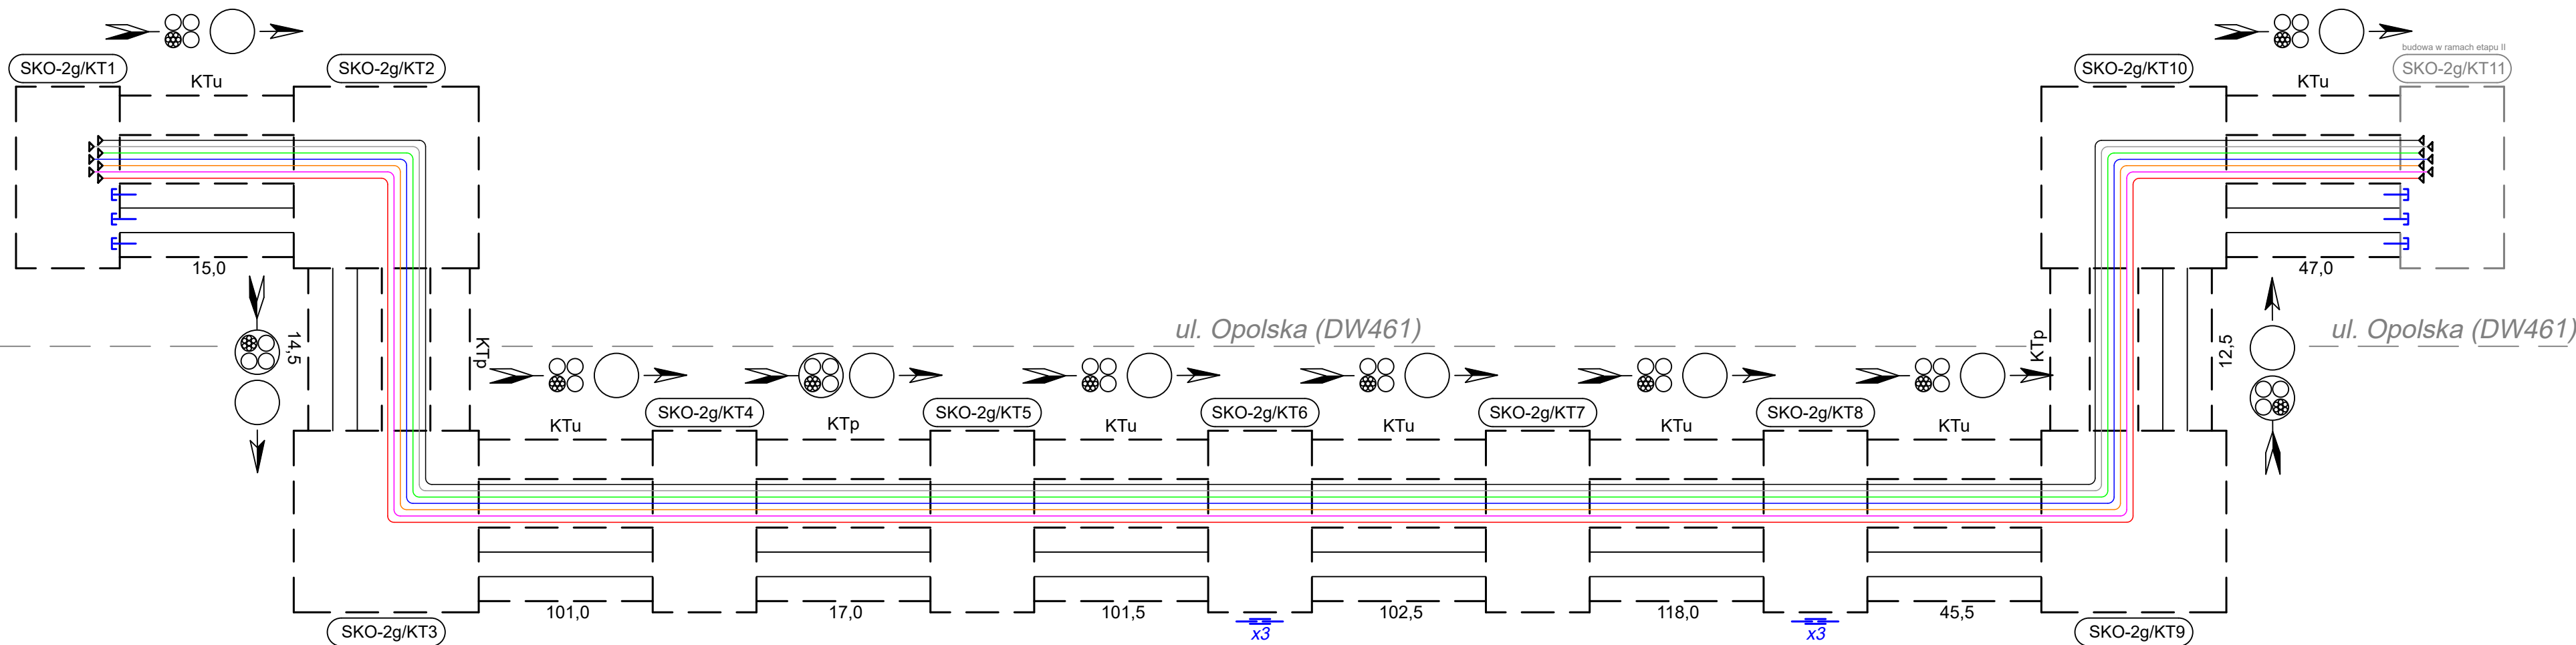 budowa w ramach etapu II
SKO-2g/KT1
SKO-2g/KT2
SKO-2g/KT10
SKO-2g/KT11
KTu
KTu
15,0
47,0
14,5
KTp
ul. Opolska (DW461)
KTp
12,5
ul. Opolska (DW461)
SKO-2g/KT4
SKO-2g/KT5
SKO-2g/KT6
SKO-2g/KT7
SKO-2g/KT8
KTu
KTp
KTu
KTu
KTu
KTu
101,0
17,0
101,5
102,5
118,0
45,5
SKO-2g/KT3
x3
x3
SKO-2g/KT9